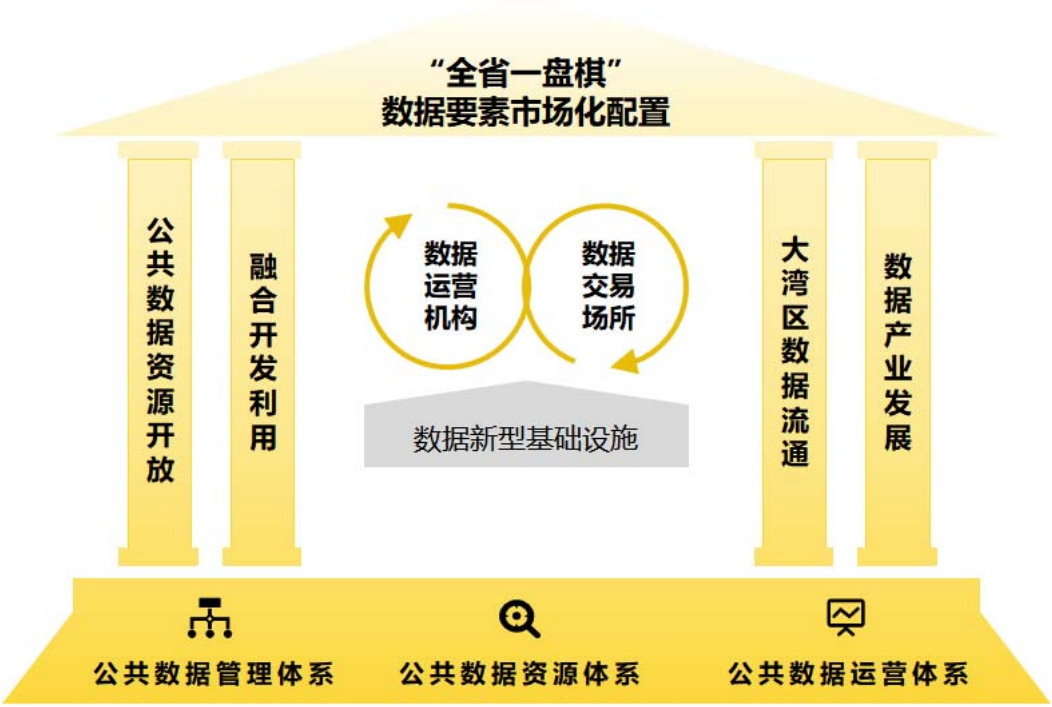 “全省一盘棋”
数据要素市场化配置
公共数据资源开放
融合开发利用
数据
运营
机构
数据
交易
场所
数据新型基础设施
大湾区数据流通
数据产业发展
公共数据管理体系
公共数据资源体系
公共数据运营体系